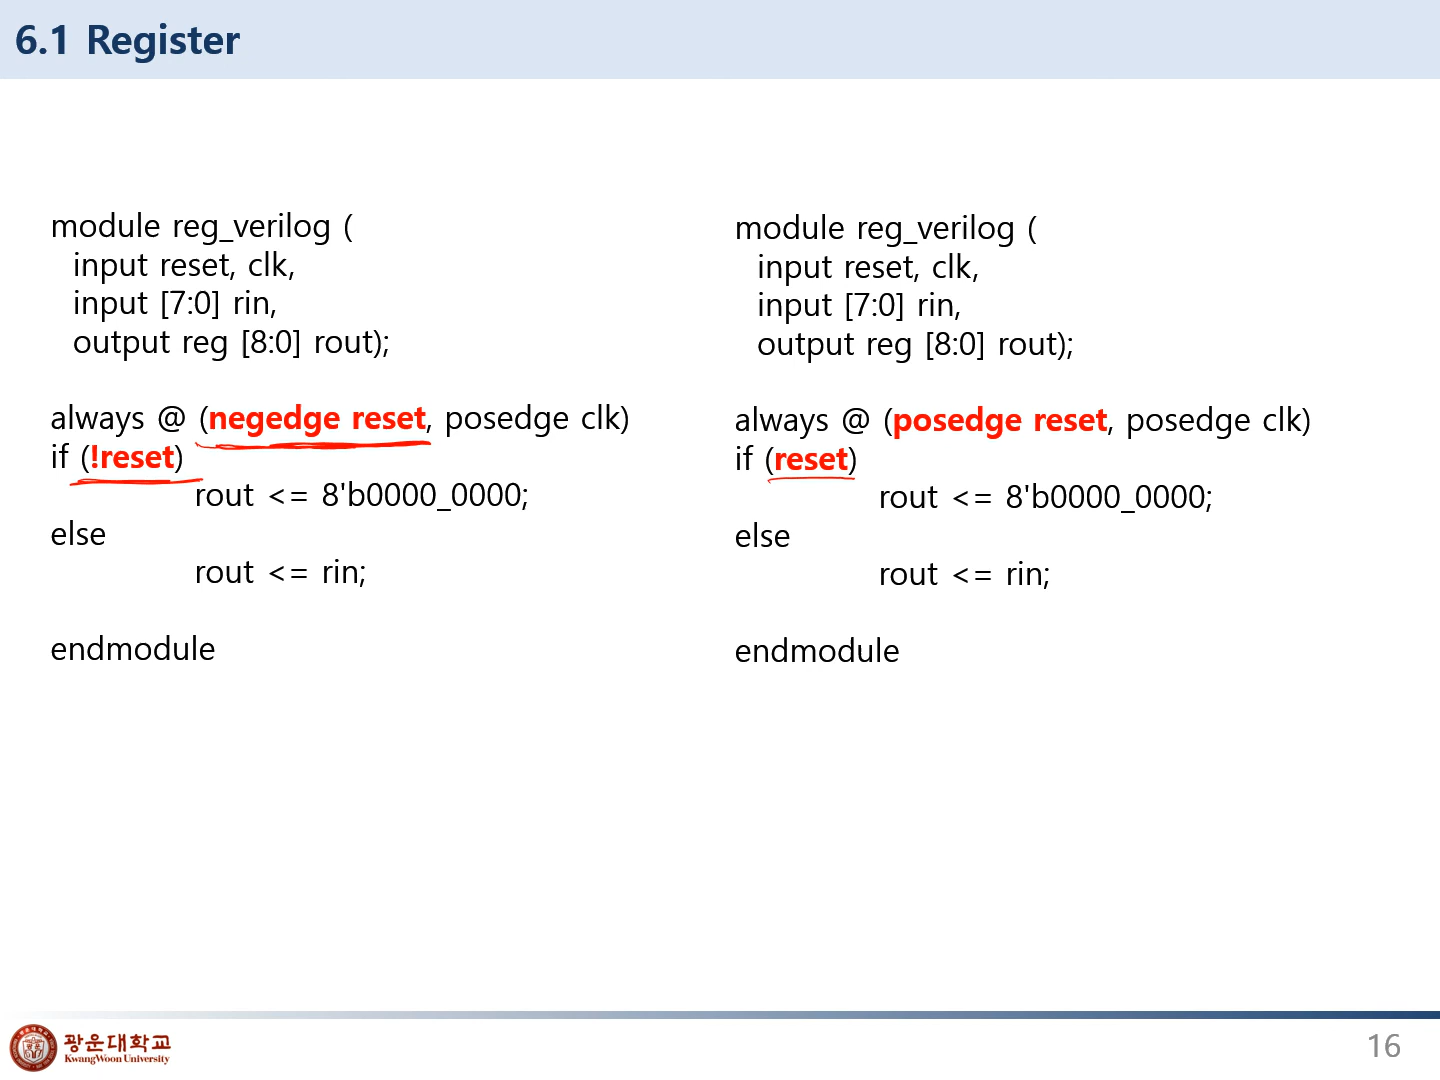 6.1 Register
module reg_verilog (
input reset, clk,
input [7:0] rin,
output reg [8:0] rout);
always @ (negedge reset, posedge clk)
if (!reset)
rout <= 8'b0000_0000;
else
rout <= rin;
endmodule
module reg_verilog (
input reset, clk,
input [7:0] rin,
output reg [8:0] rout);
always @ (posedge reset, posedge clk)
if (reset)
rout <= 8'b0000_0000;
else
rout <= rin;
endmodule
광운대학교
KwangWoon University
16